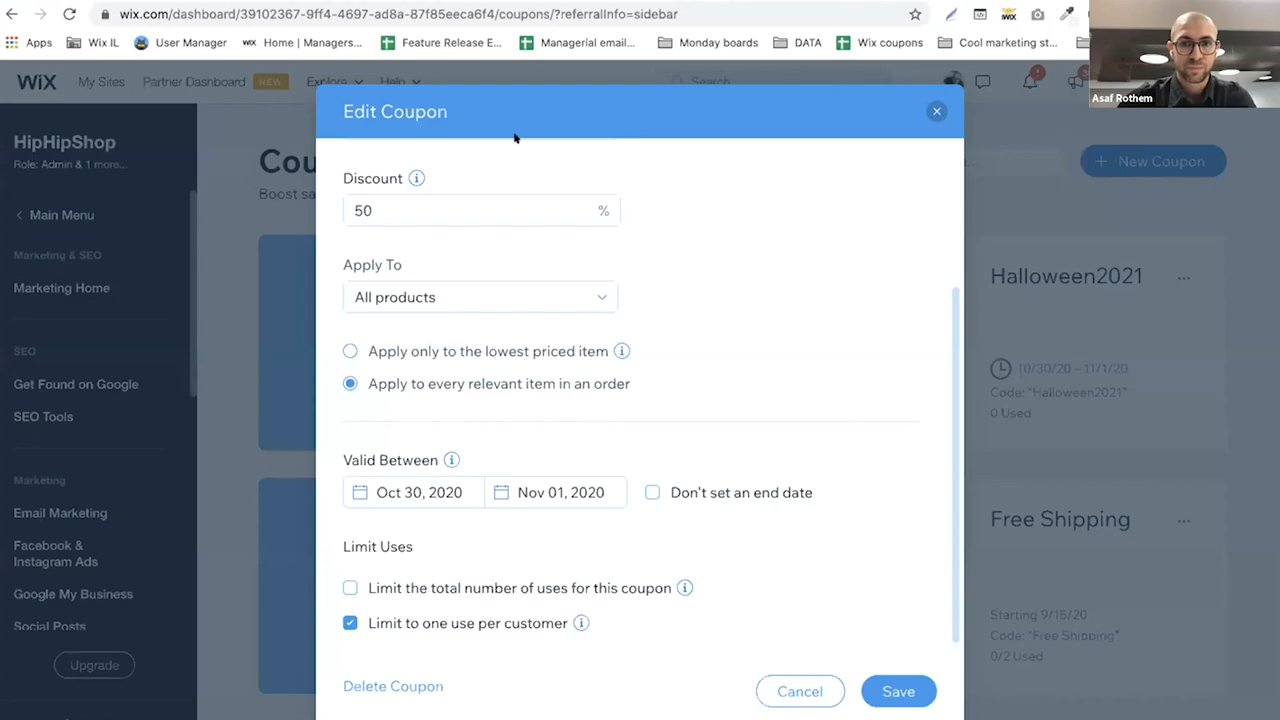 wix.com/dashboard/39102367-9ff4-4697-ad8a-87f85eeca6f4/coupons/?referralInfo=sidebar
Apps Wix IL User Manager WiX Home | Managers... Feature Release E... Managerial email... Monday boards DATA Wix coupons Cool marketing st...
WiX My Sites Partner Dashboard NEW Explore Help Search
Asaf Rothem
HipHipShop
Role: Admin & 1 more...
Main Menu
Marketing & SEO
Marketing Home
SEO
Get Found on Google
SEO Tools
Marketing
Email Marketing
Facebook &
Instagram Ads
Google My Business
Social Posts
Upgrade
Cou
Boost sa
+ New Coupon
Edit Coupon
Discount
50 %
Apply To
All products
Apply only to the lowest priced item
Apply to every relevant item in an order
Valid Between
Oct 30, 2020 Nov 01, 2020 Don't set an end date
Limit Uses
Limit the total number of uses for this coupon
Limit to one use per customer
Delete Coupon Cancel Save
Halloween2021 ...
10/30/20 – 11/1/20
Code: "Halloween2021"
0 Used
Free Shipping ...
Starting 9/15/20
Code: "Free Shipping"
0/2 Used